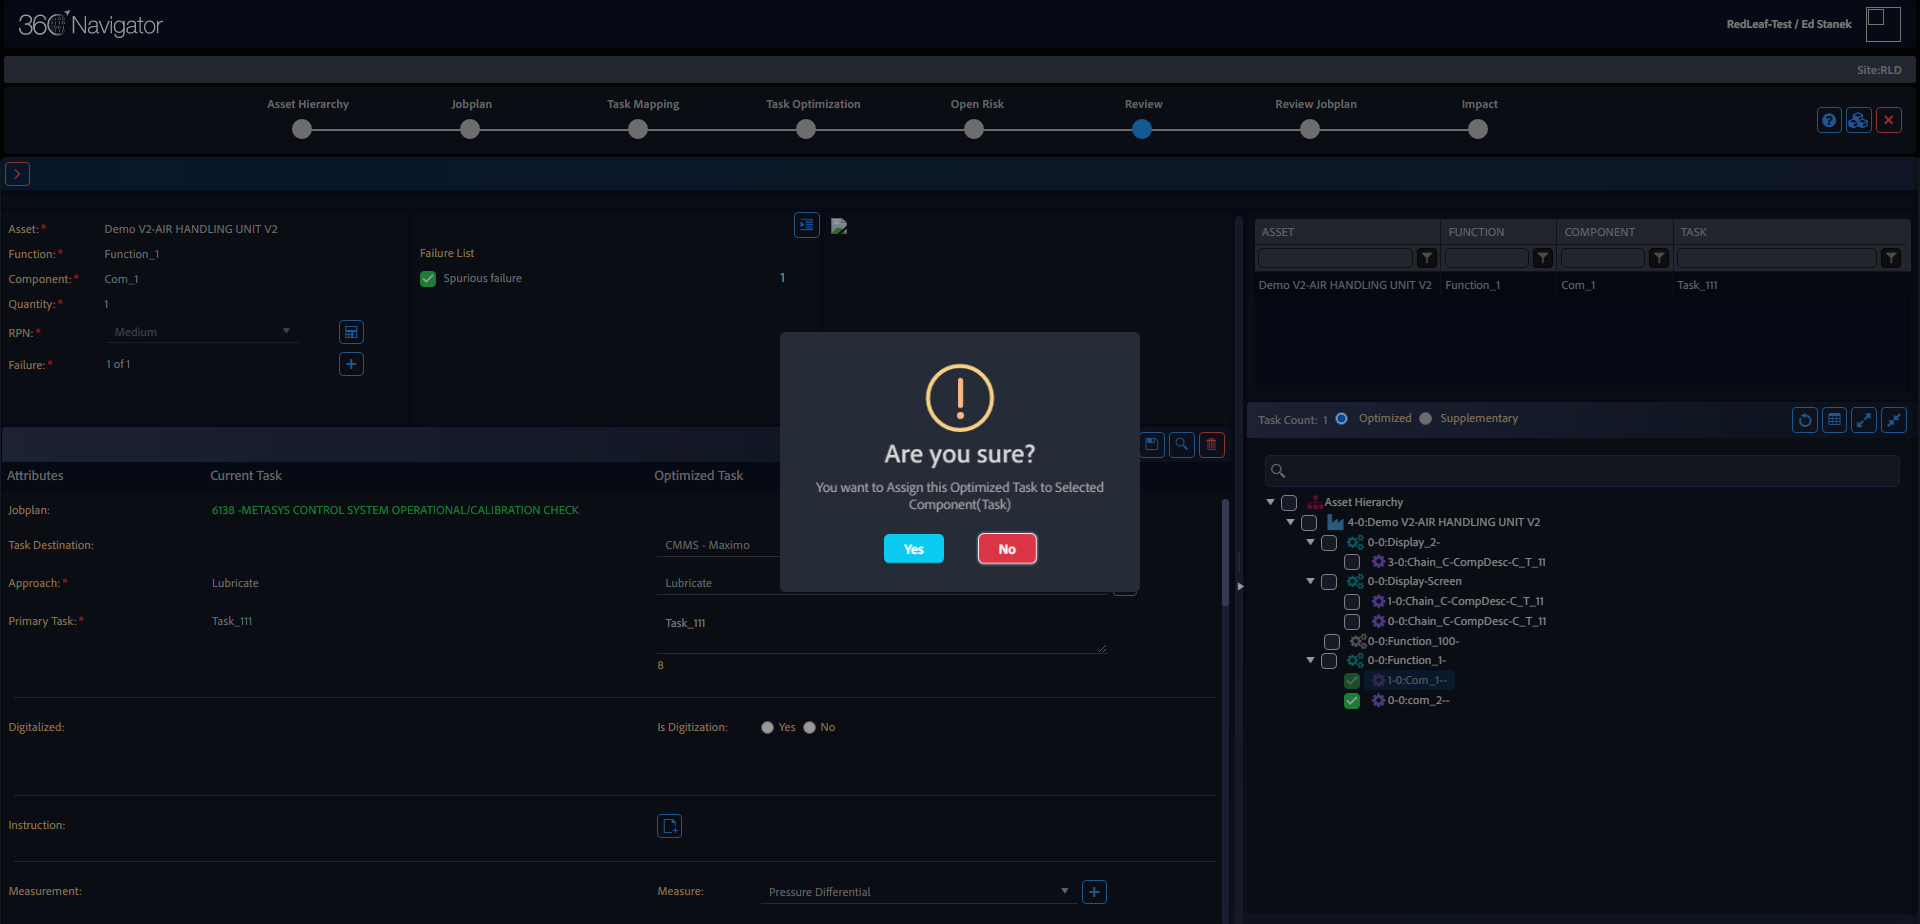 360 Navigator
RedLeaf-Test / Ed Stanek
Site:RLD
Asset Hierarchy
Jobplan
Task Mapping
Task Optimization
Open Risk
Review
Review Jobplan
Impact
Asset:* Demo V2-AIR HANDLING UNIT V2
Function:* Function_1
Component:* Com_1
Quantity:* 1
RPN:* Medium
Failure:* 1 of 1
Failure List
Spurious failure 1
ASSET FUNCTION COMPONENT TASK
Demo V2-AIR HANDLING UNIT V2 Function_1 Com_1 Task_111
Are you sure?
You want to Assign this Optimized Task to Selected
Component(Task)
Yes No
Attributes Current Task Optimized Task
Jobplan: 6138 -METASYS CONTROL SYSTEM OPERATIONAL/CALIBRATION CHECK
Task Destination: CMMS - Maximo
Approach:* Lubricate Lubricate
Primary Task:* Task_111 Task_111
8
Digitalized: Is Digitization: Yes No
Instruction:
Measurement: Measure: Pressure Differential
Task Count: 1 Optimized Supplementary
Asset Hierarchy
4-0:Demo V2-AIR HANDLING UNIT V2
0-0:Display_2-
3-0:Chain_C-CompDesc-C_T_11
0-0:Display-Screen
1-0:Chain_C-CompDesc-C_T_11
0-0:Chain_C-CompDesc-C_T_11
0-0:Function_100-
0-0:Function_1-
1-0:Com_1--
0-0:com_2--